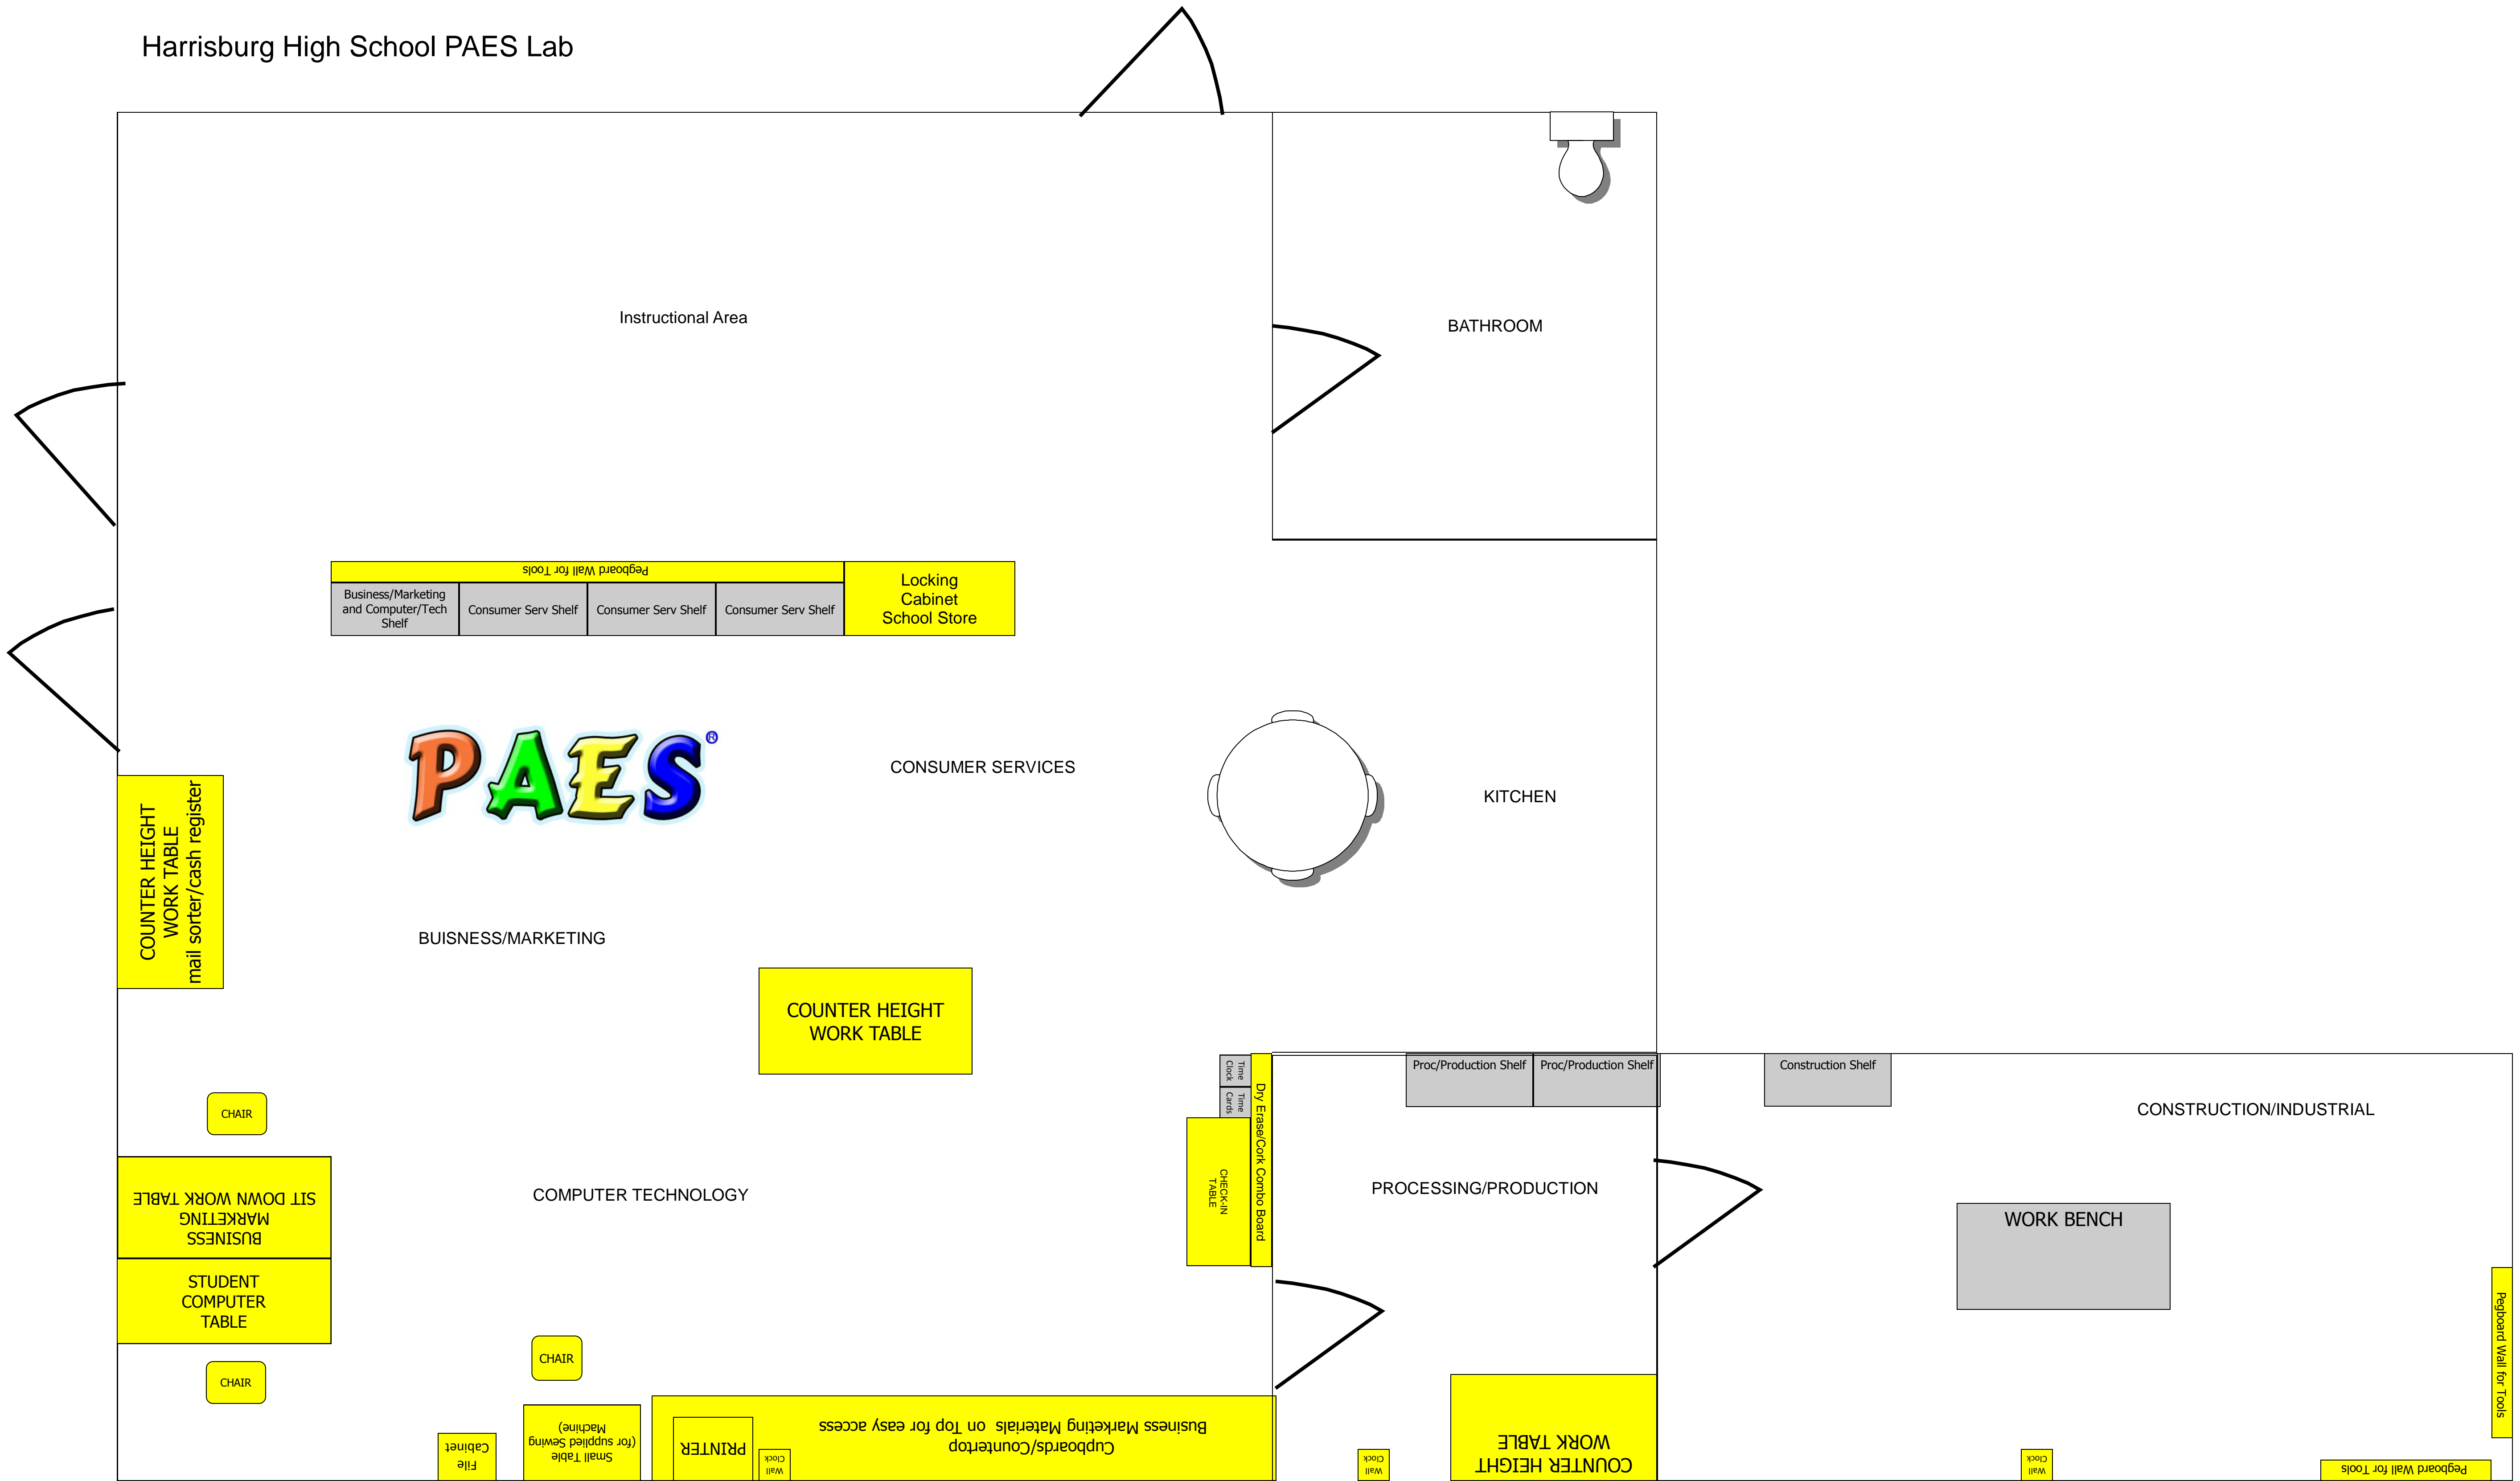 Harrisburg High School PAES Lab
Instructional Area
BATHROOM
Pegboard Wall for Tools
Business/Marketing
and Computer/Tech
Shelf
Consumer Serv Shelf
Consumer Serv Shelf
Consumer Serv Shelf
Locking
Cabinet
School Store
PAES®
CONSUMER SERVICES
KITCHEN
COUNTER HEIGHT
WORK TABLE
mail sorter/cash register
BUISNESS/MARKETING
COUNTER HEIGHT
WORK TABLE
Time
Clock
Time
Cards
Dry Erase/Cork Combo Board
CHECK-IN
TABLE
Proc/Production Shelf
Proc/Production Shelf
Construction Shelf
CONSTRUCTION/INDUSTRIAL
CHAIR
BUSINESS
MARKETING
SIT DOWN WORK TABLE
COMPUTER TECHNOLOGY
PROCESSING/PRODUCTION
WORK BENCH
STUDENT
COMPUTER
TABLE
Pegboard Wall for Tools
CHAIR
CHAIR
File
Cabinet
Small Table
(for supplied Sewing
Machine)
PRINTER
Wall
Clock
Cupboards/Countertop
Business Marketing Materials on Top for easy access
Wall
Clock
COUNTER HEIGHT
WORK TABLE
Wall
Clock
Pegboard Wall for Tools